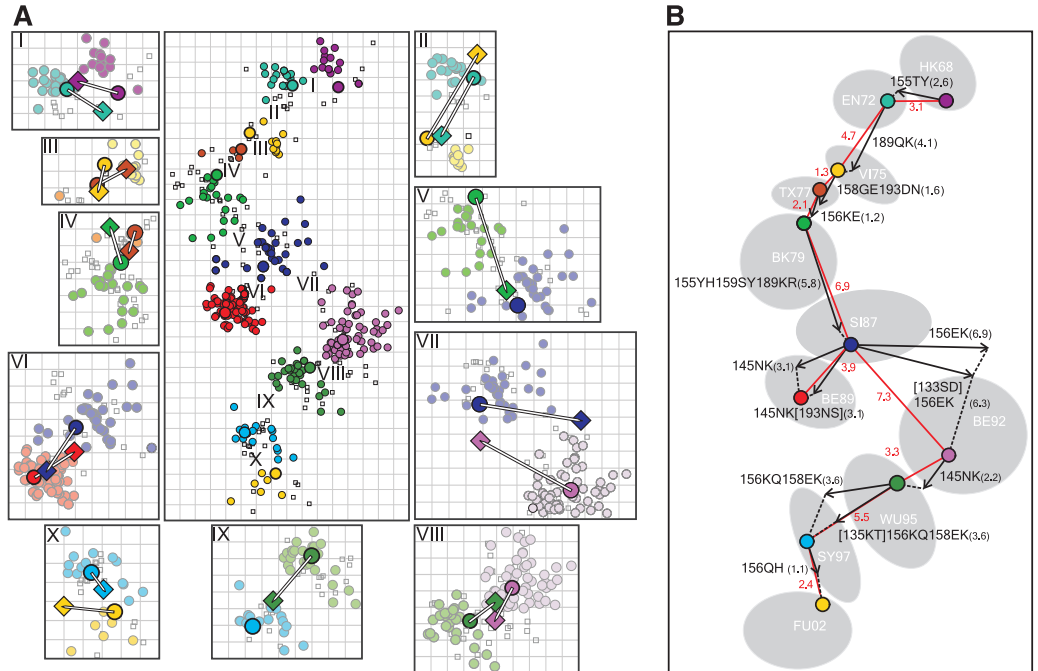 A
B
I
II
III
IV
V
VI
VII
VIII
IX
X
I
II
III
IV
V
VI
VII
VIII
IX
X
HK68
155TY(2.6)
EN72
3.1
4.7
189QK(4.1)
1.3
VI75
TX77
158GE193DN(1.6)
2.1
156KE(1.2)
BK79
155YH159SY189KR(5.8)
6.9
SI87
156EK(6.9)
145NK(3.1)
3.9
[133SD]
156EK
(6.3)
7.3
BE89
145NK[193NS](3.1)
BE92
3.3
145NK(2.2)
156KQ158EK(3.6)
5.5
WU95
[135KT]156KQ158EK(3.6)
SY97
156QH (1.1)
2.4
FU02